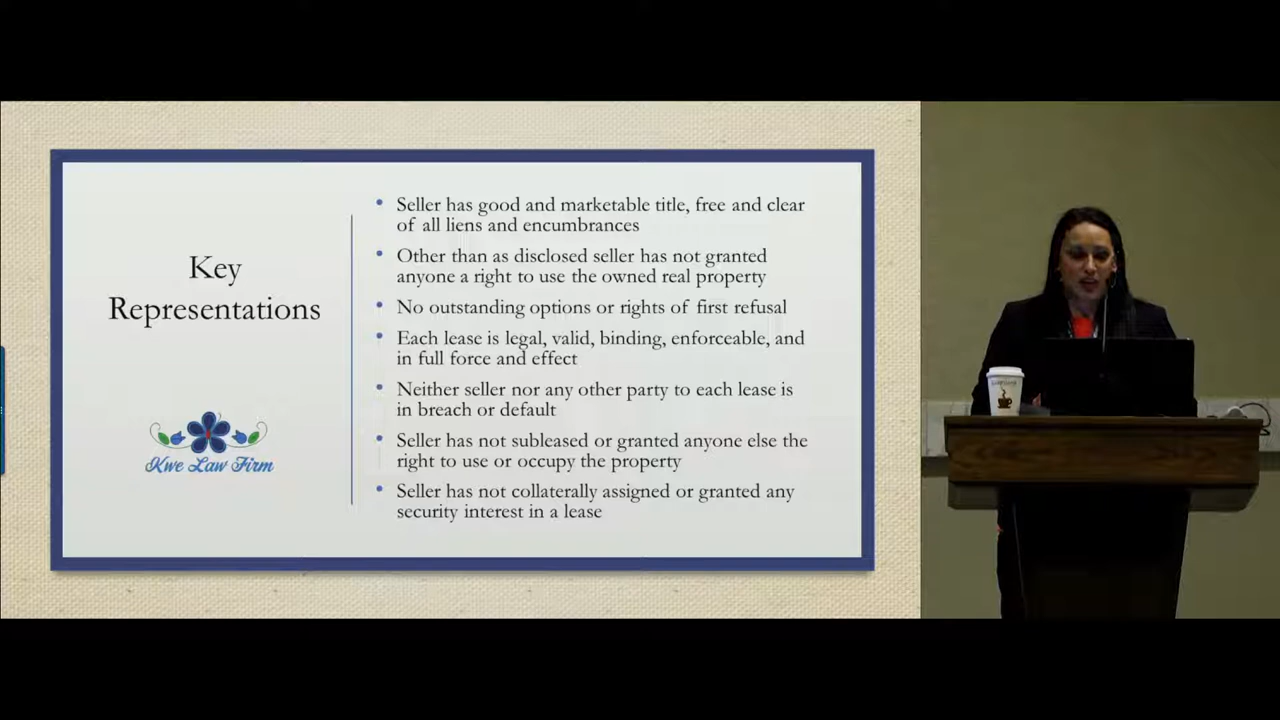 Key
Representations
Kwe Law Firm
• Seller has good and marketable title, free and clear
of all liens and encumbrances
• Other than as disclosed seller has not granted
anyone a right to use the owned real property
• No outstanding options or rights of first refusal
• Each lease is legal, valid, binding, enforceable, and
in full force and effect
• Neither seller nor any other party to each lease is
in breach or default
• Seller has not subleased or granted anyone else the
right to use or occupy the property
• Seller has not collaterally assigned or granted any
security interest in a lease